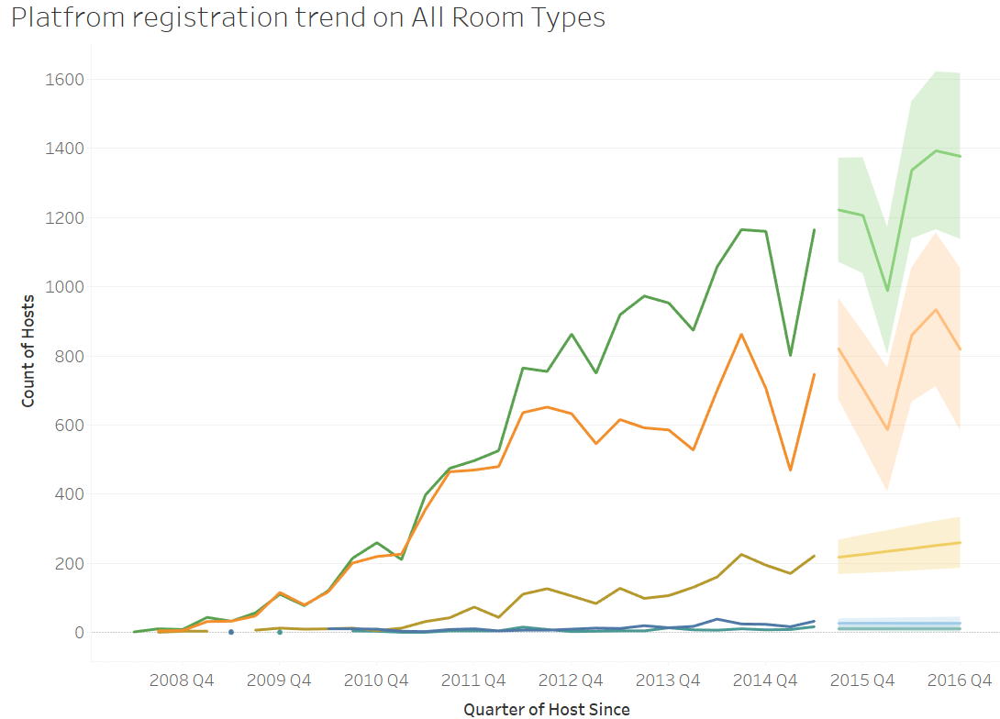 Platfrom registration trend on All Room Types
1600
1400
1200
1000
800
600
400
200
0
Count of Hosts
2008 Q4 2009 Q4 2010 Q4 2011 Q4 2012 Q4 2013 Q4 2014 Q4 2015 Q4 2016 Q4
Quarter of Host Since